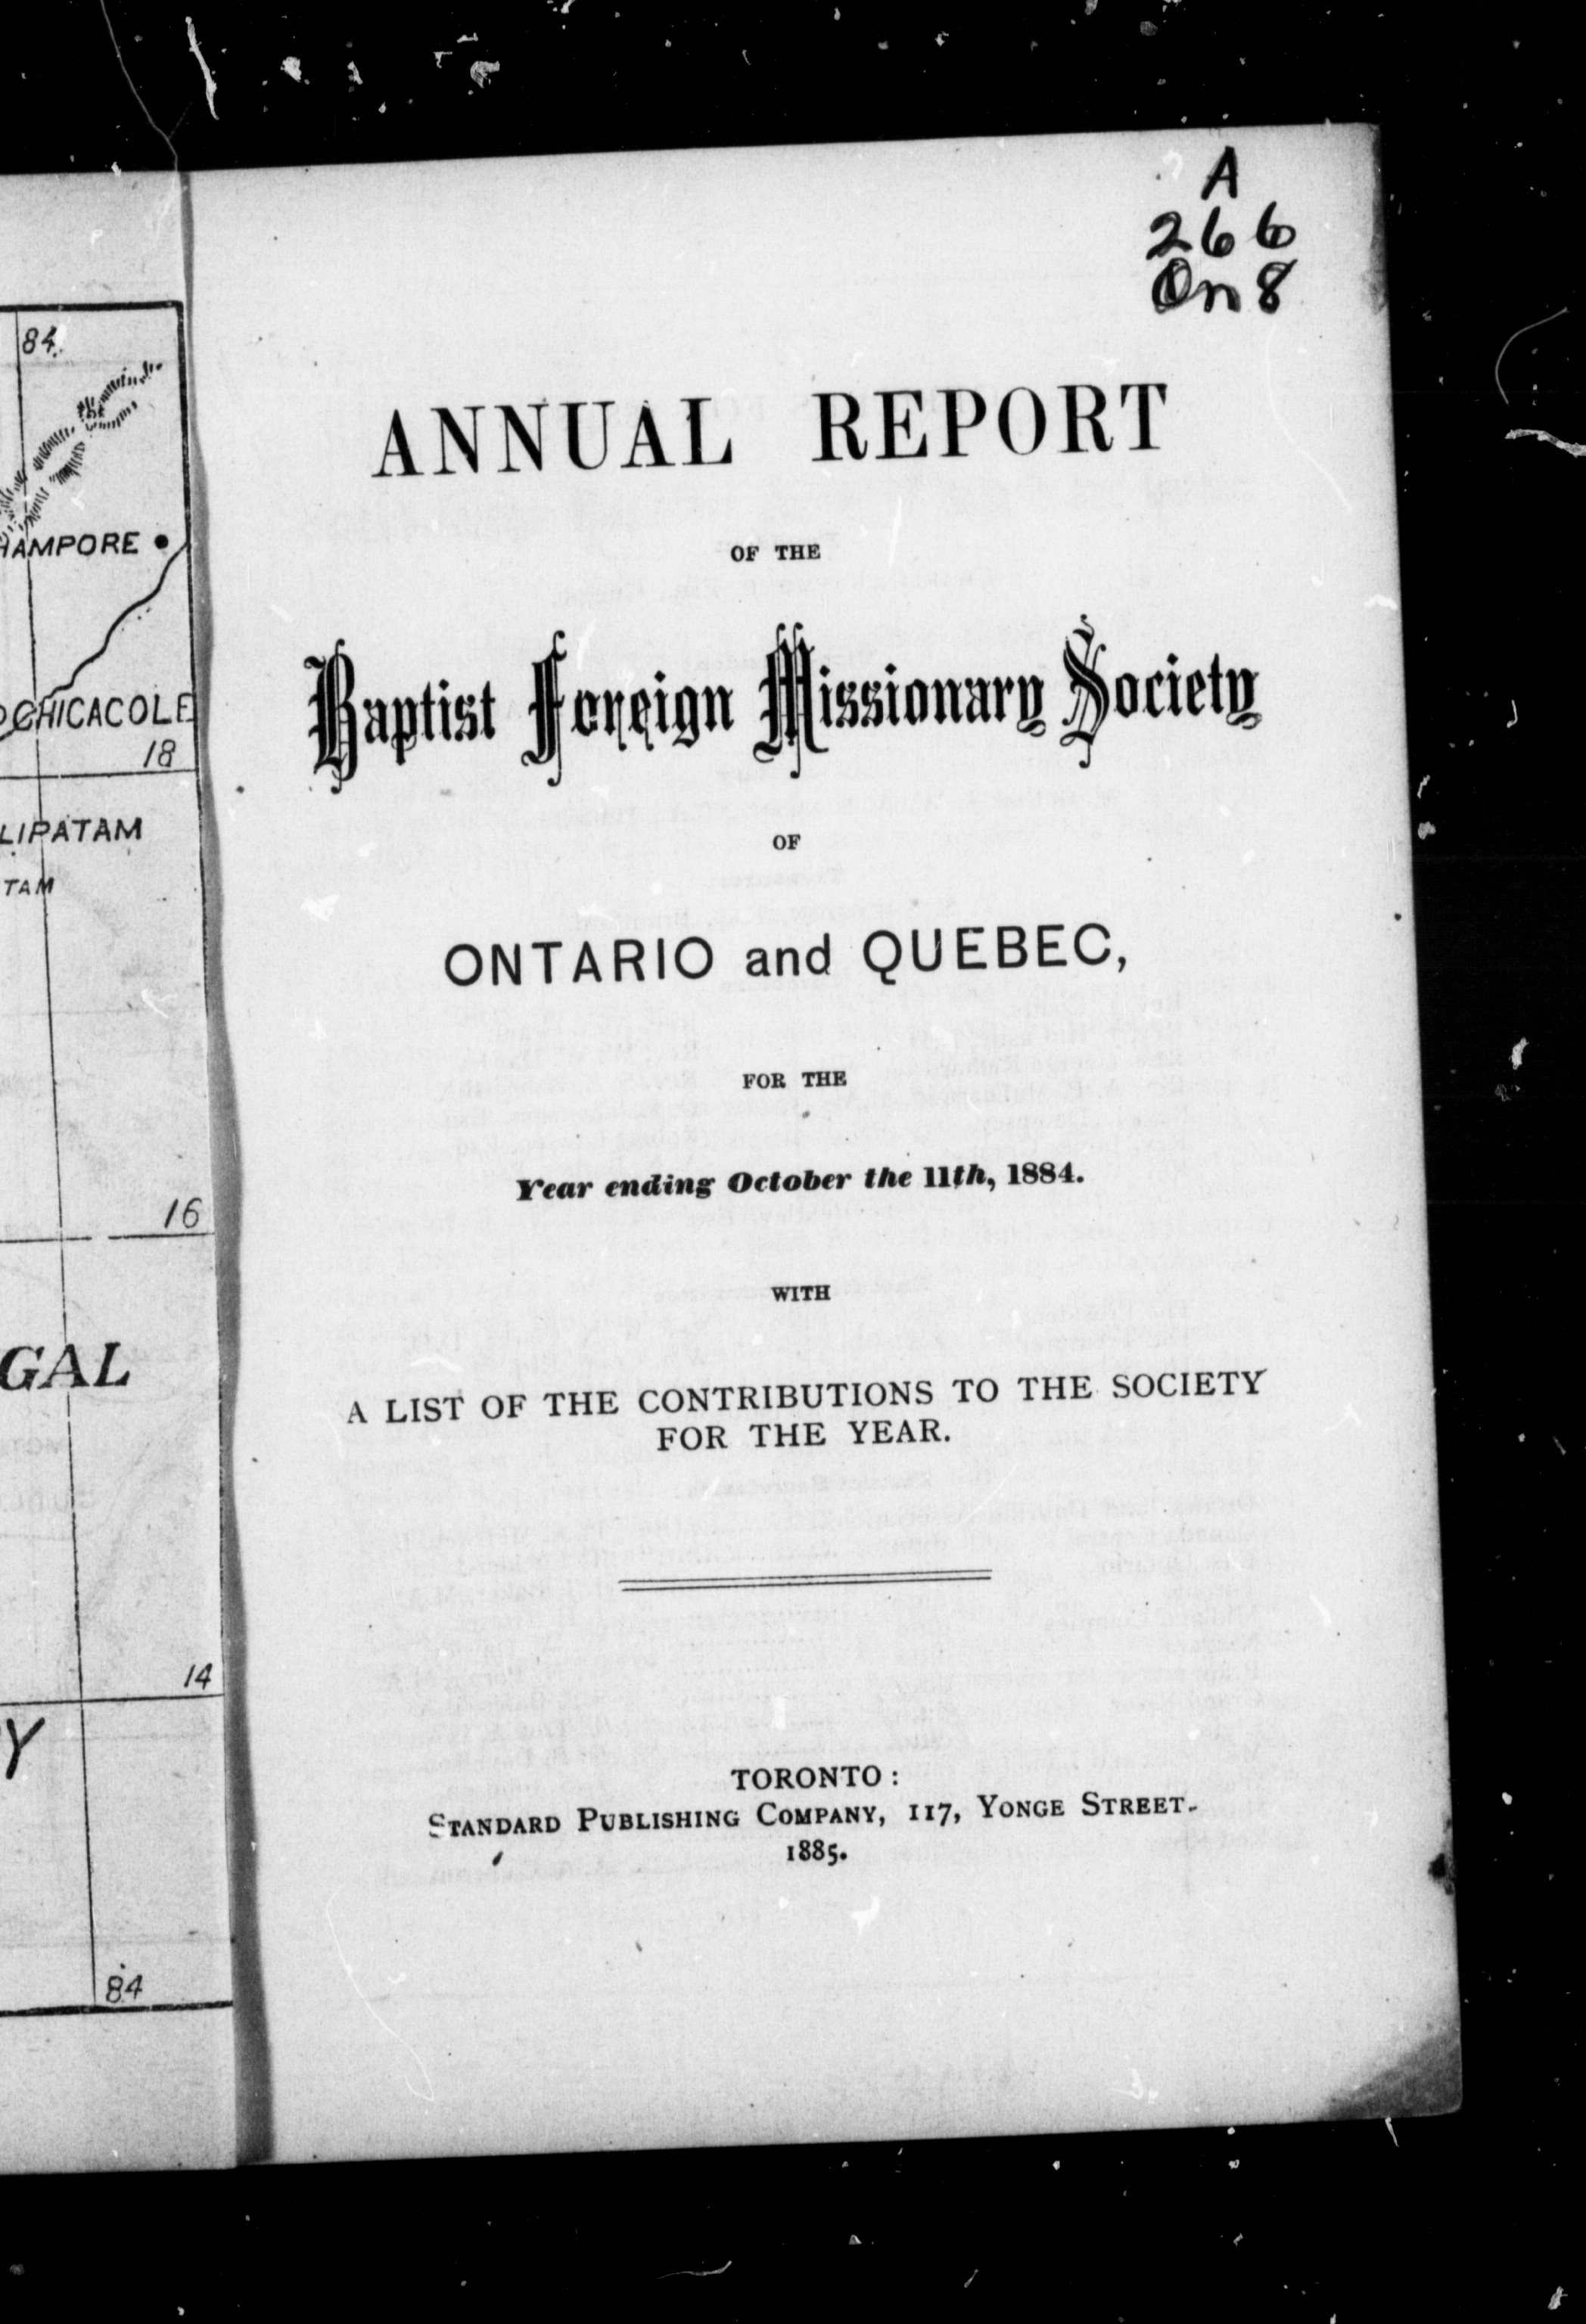 84
HAMPORE
CHICACOLE
18
LIPATAM
TAM
16
GAL
14
Y
84
A
266
On8
ANNUAL REPORT
OF THE
Baptist Foreign Missionary Society
OF
ONTARIO and QUEBEC,
FOR THE
Year ending October the 11th, 1884.
WITH
A LIST OF THE CONTRIBUTIONS TO THE SOCIETY
FOR THE YEAR.
TORONTO:
STANDARD PUBLISHING COMPANY, 117, YONGE STREET.
1885.